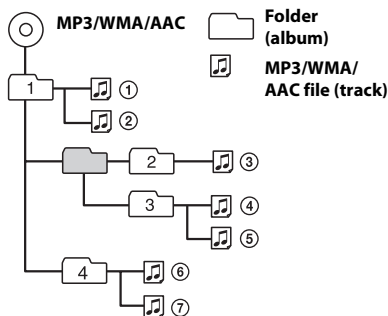 MP3/WMA/AAC
Folder
(album)
MP3/WMA/
AAC file (track)
1
①
②
2
③
3
④
⑤
4
⑥
⑦